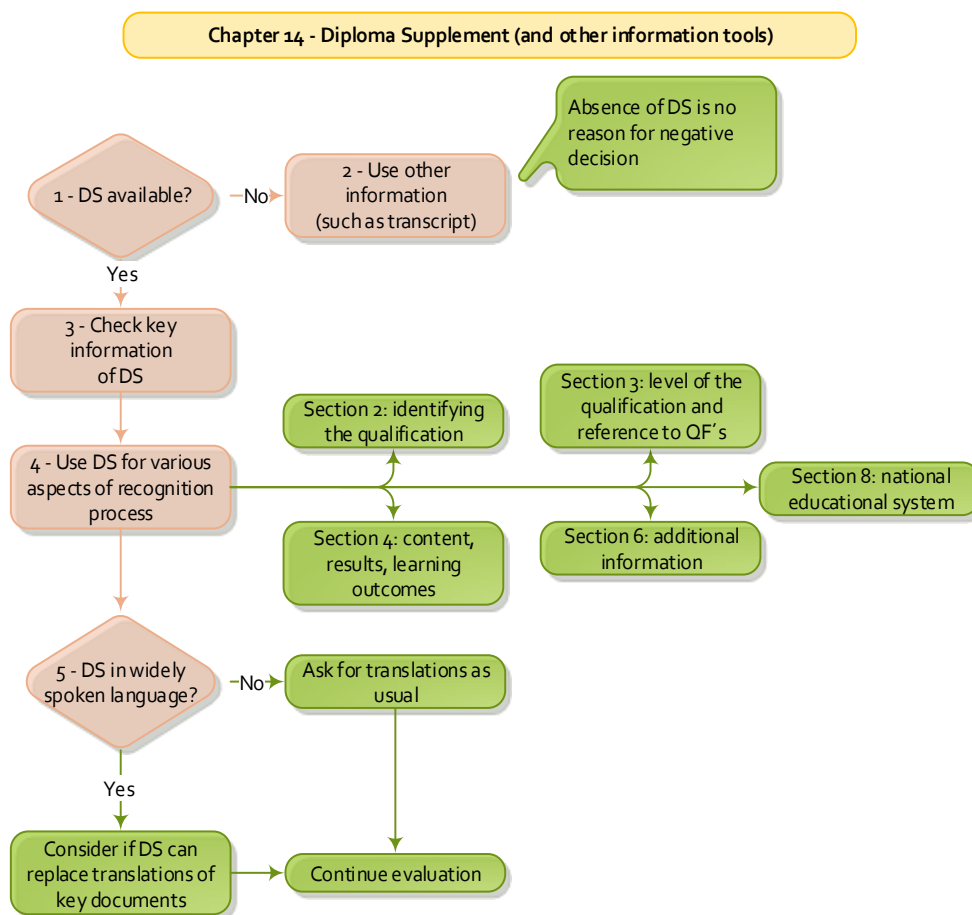 Chapter 14 - Diploma Supplement (and other information tools)
Absence of DS is no
reason for negative
decision
1 - DS available?
No
2 - Use other
information
(such as transcript)
Yes
3 - Check key
information
of DS
Section 2: identifying
the qualification
Section 3: level of the
qualification and
reference to QF´s
4 - Use DS for various
aspects of recognition
process
Section 8: national
educational system
Section 4: content,
results, learning
outcomes
Section 6: additional
information
5 - DS in widely
spoken language?
No
Ask for translations as
usual
Yes
Consider if DS can
replace translations of
key documents
Continue evaluation